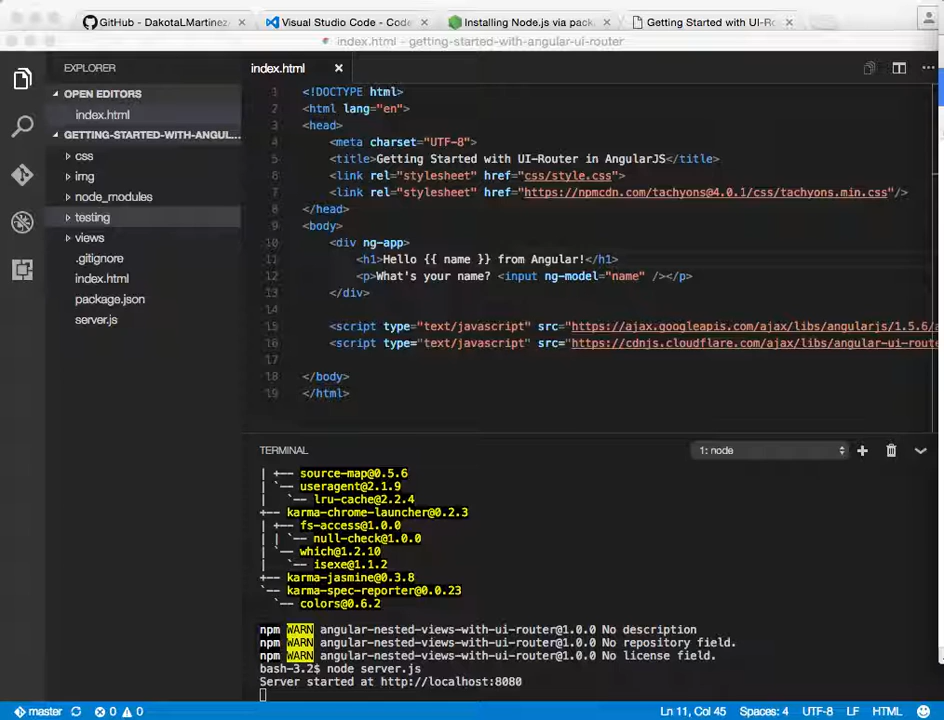 GitHub - DakotaLMartinez
Visual Studio Code - Code
Installing Node.js via pack
Getting Started with UI-Ro
index.html - getting-started-with-angular-ui-router
EXPLORER
index.html
OPEN EDITORS
index.html
GETTING-STARTED-WITH-ANGUL...
css
img
node_modules
testing
views
.gitignore
index.html
package.json
server.js
1 <!DOCTYPE html>
2 <html lang="en">
3 <head>
4 <meta charset="UTF-8">
5 <title>Getting Started with UI-Router in AngularJS</title>
6 <link rel="stylesheet" href="css/style.css">
7 <link rel="stylesheet" href="https://npmcdn.com/tachyons@4.0.1/css/tachyons.min.css"/>
8 </head>
9 <body>
10 <div ng-app>
11 <h1>Hello {{ name }} from Angular!</h1>
12 <p>What's your name? <input ng-model="name" /></p>
13 </div>
14
15 <script type="text/javascript" src="https://ajax.googleapis.com/ajax/libs/angularjs/1.5.6/a
16 <script type="text/javascript" src="https://cdnjs.cloudflare.com/ajax/libs/angular-ui-route
17
18 </body>
19 </html>
TERMINAL
1: node
| +-- source-map@0.5.6
| `-- useragent@2.1.9
|   `-- lru-cache@2.2.4
+-- karma-chrome-launcher@0.2.3
| +-- fs-access@1.0.0
| | `-- null-check@1.0.0
| `-- which@1.2.10
|   `-- isexe@1.1.2
+-- karma-jasmine@0.3.8
`-- karma-spec-reporter@0.0.23
  `-- colors@0.6.2
npm WARN angular-nested-views-with-ui-router@1.0.0 No description
npm WARN angular-nested-views-with-ui-router@1.0.0 No repository field.
npm WARN angular-nested-views-with-ui-router@1.0.0 No license field.
bash-3.2$ node server.js
Server started at http://localhost:8080
master 0 0 Ln 11, Col 45 Spaces: 4 UTF-8 LF HTML